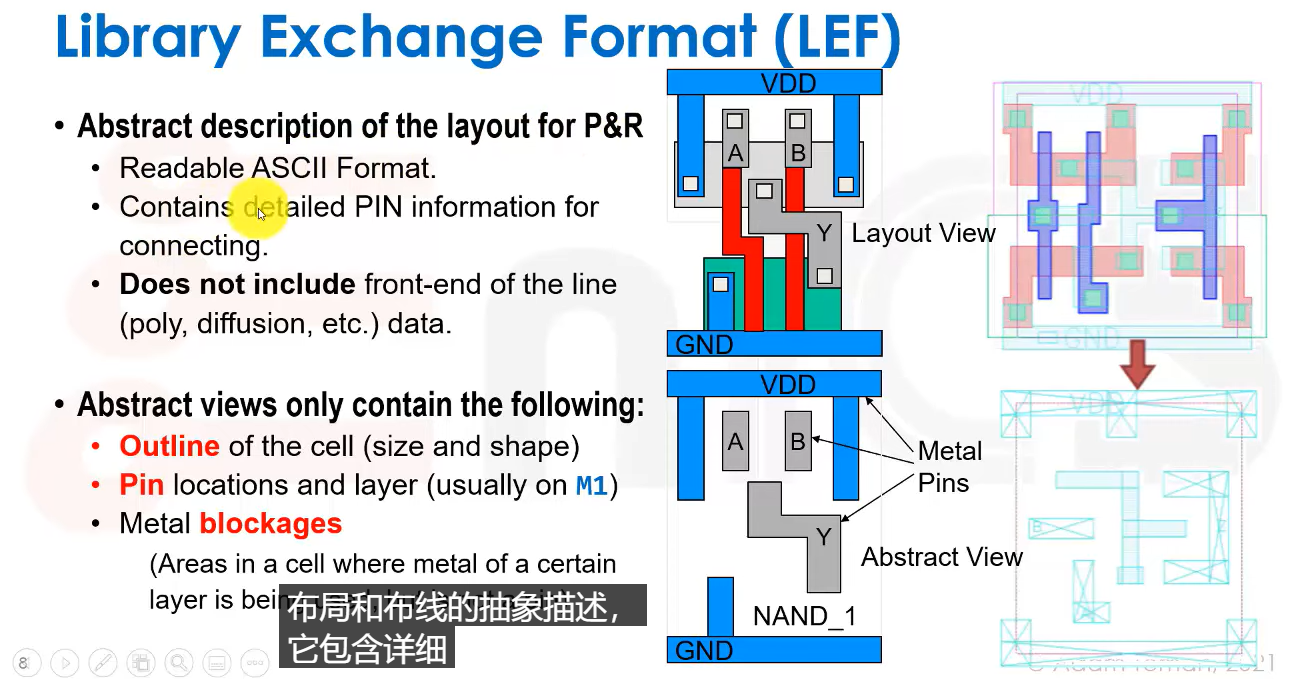 Library Exchange Format (LEF)
• Abstract description of the layout for P&R
• Readable ASCII Format.
• Contains detailed PIN information for
connecting.
• Does not include front-end of the line
(poly, diffusion, etc.) data.
• Abstract views only contain the following:
• Outline of the cell (size and shape)
• Pin locations and layer (usually on M1)
• Metal blockages
(Areas in a cell where metal of a certain
layer is bein
布局和布线的抽象描述，
它包含详细
8
VDD
A
B
Y
GND
Layout View
VDD
A
B
Y
NAND_1
GND
Metal
Pins
Abstract View
VDD
GND
VDD
B
A
2021